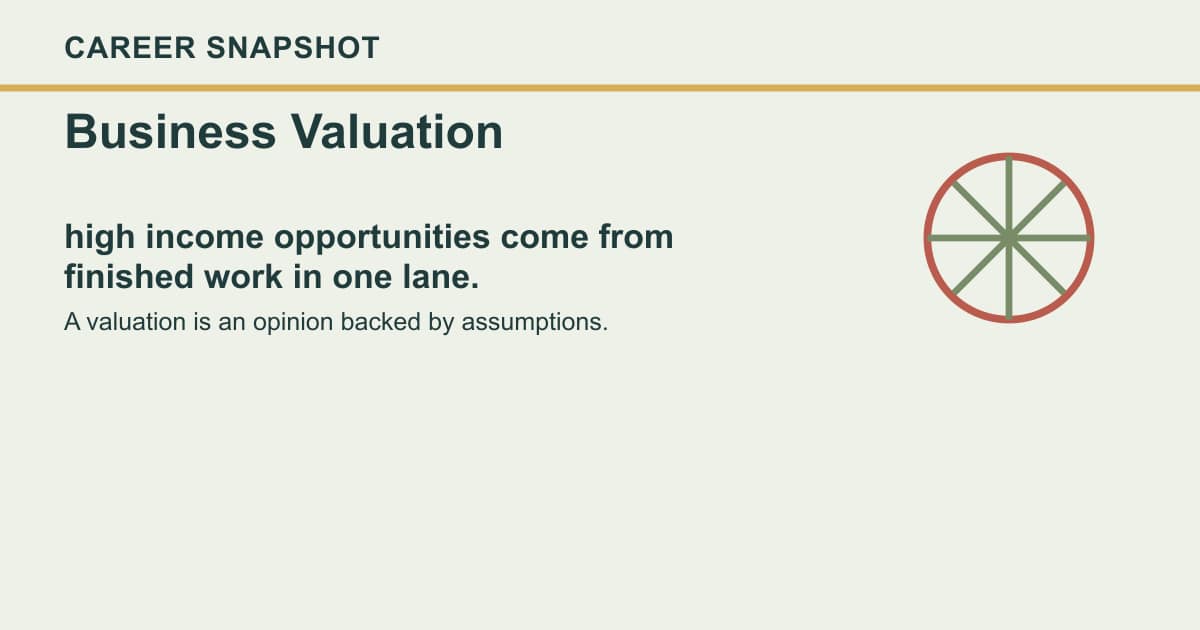 CAREER SNAPSHOT
Business Valuation
high income opportunities come from
finished work in one lane.
A valuation is an opinion backed by assumptions.